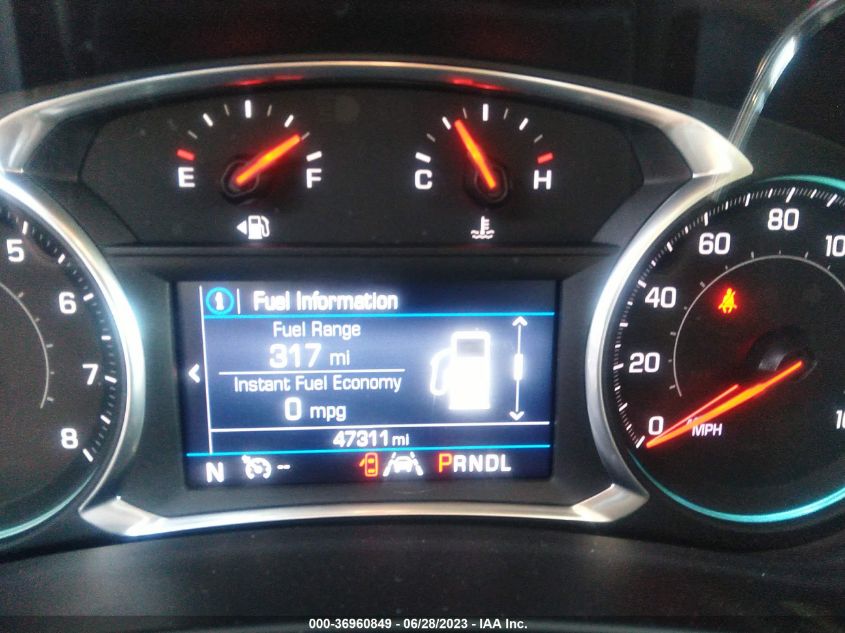 E F
C H
5
6
7
8
Fuel Information
Fuel Range
317 mi
Instant Fuel Economy
0 mpg
47311 mi
N -- PRNDL
80
60
40
20
0
MPH
000-36960849 - 06/28/2023 - IAA Inc.